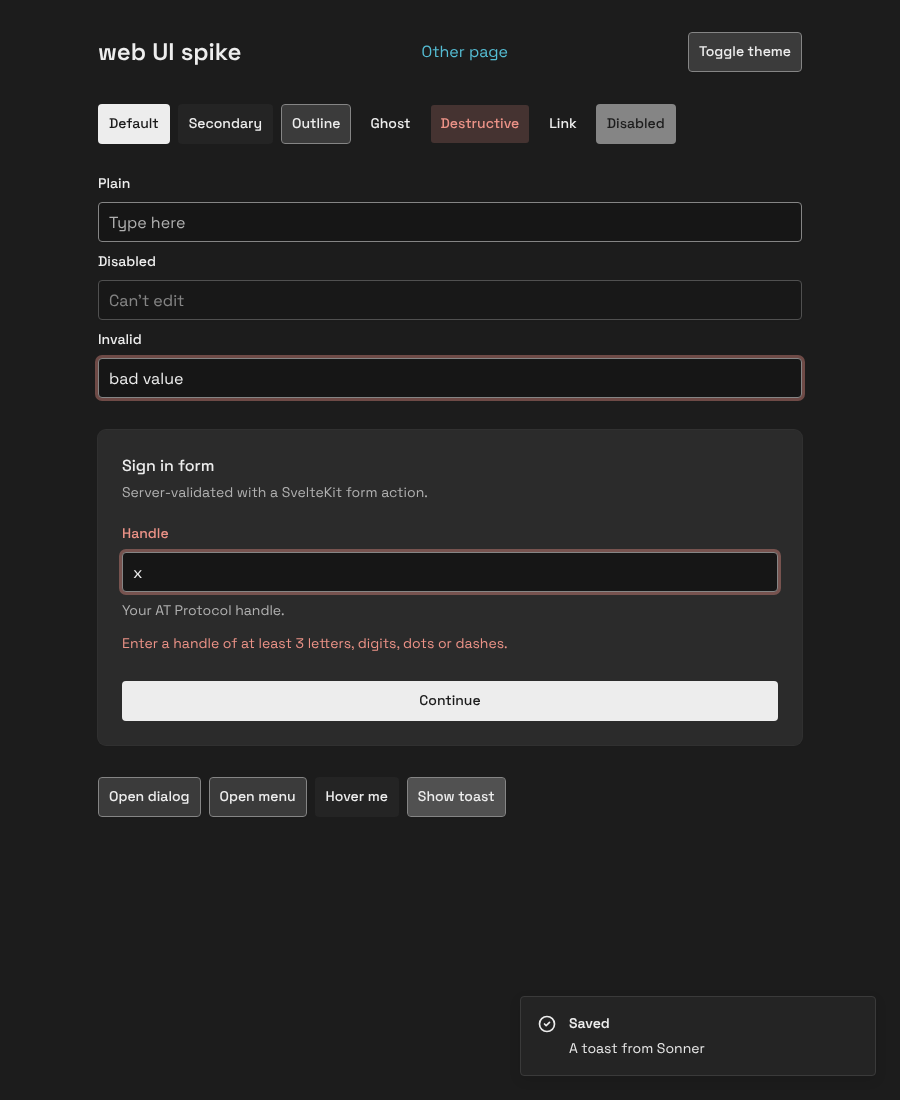 web UI spike Other page Toggle theme
Default Secondary Outline Ghost Destructive Link Disabled
Plain
Type here
Disabled
Can't edit
Invalid
bad value
Sign in form
Server-validated with a SvelteKit form action.
Handle
x
Your AT Protocol handle.
Enter a handle of at least 3 letters, digits, dots or dashes.
Continue
Open dialog Open menu Hover me Show toast
Saved
A toast from Sonner